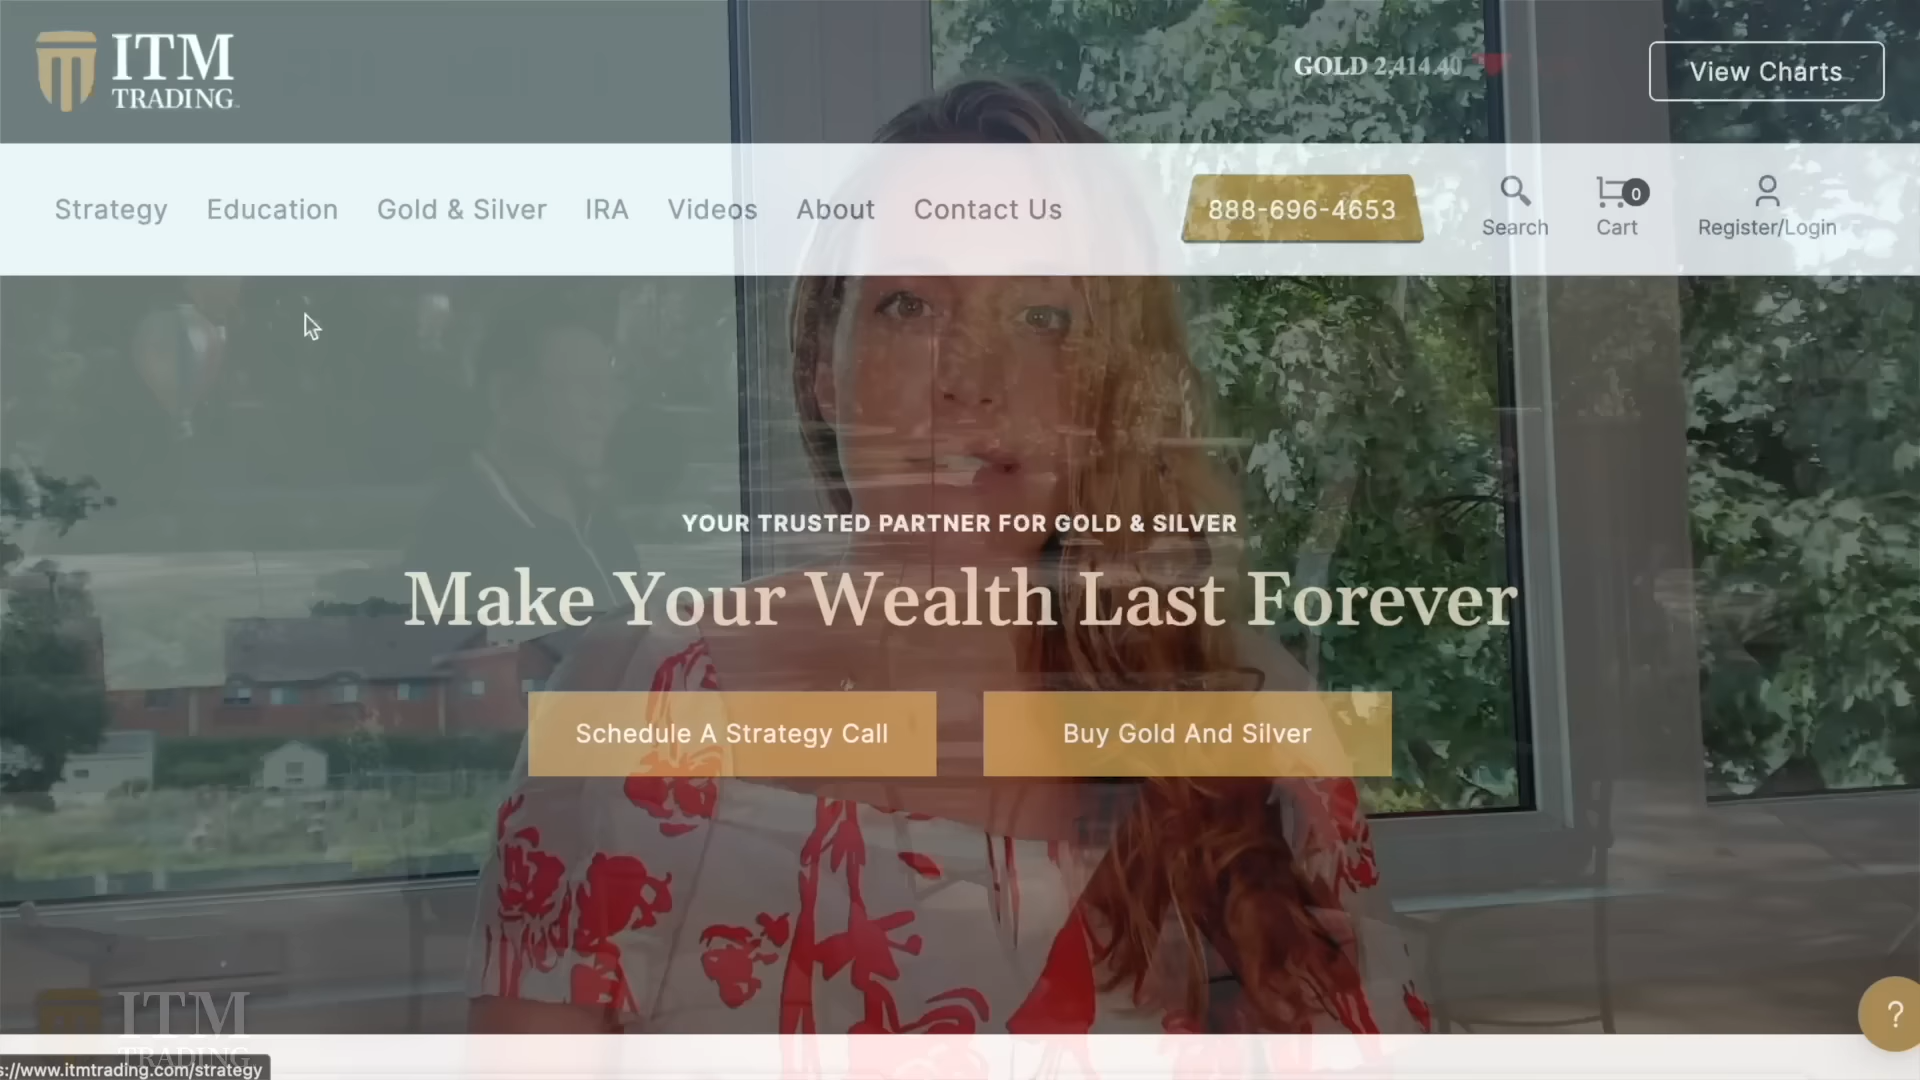 ITM
TRADING
GOLD 2,414.40
View Charts
Strategy
Education
Gold & Silver
IRA
Videos
About
Contact Us
888-696-4653
Search
0
Cart
Register/Login
YOUR TRUSTED PARTNER FOR GOLD & SILVER
Make Your Wealth Last Forever
Schedule A Strategy Call
Buy Gold And Silver
?
ITM
TRADING
s://www.itmtrading.com/strategy